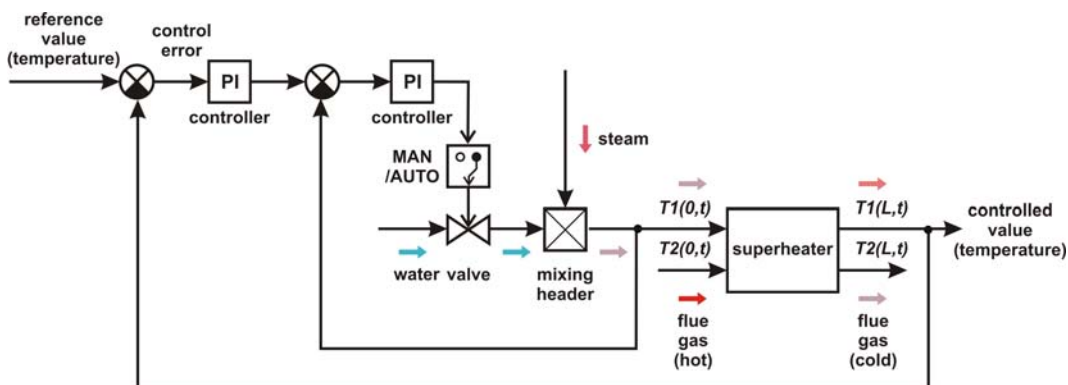 reference
value
(temperature)
control
error
PI
controller
PI
controller
MAN
/AUTO
steam
water valve
mixing
header
T1(0,t)
T2(0,t)
superheater
T1(L,t)
T2(L,t)
controlled
value
(temperature)
flue
gas
(hot)
flue
gas
(cold)